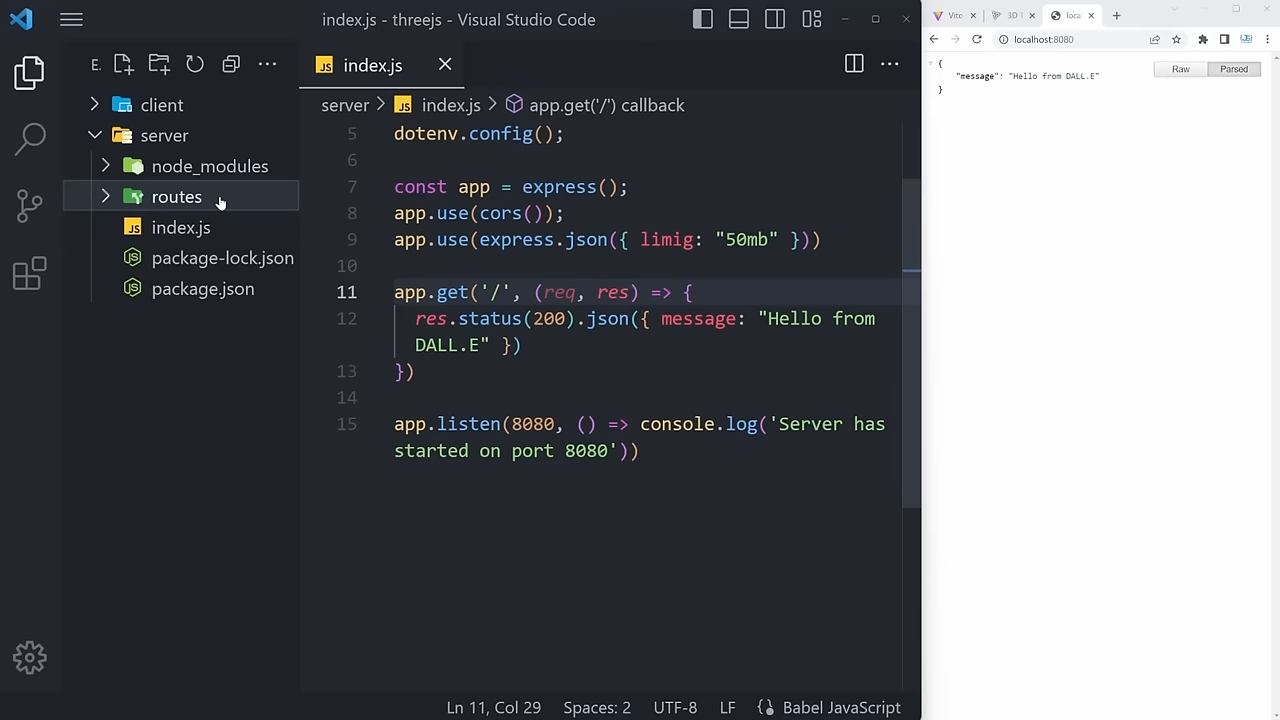 index.js - threejs - Visual Studio Code
E.
client
server
node_modules
routes
index.js
package-lock.json
package.json
index.js
server > index.js > app.get('/') callback
5 dotenv.config();
6
7 const app = express();
8 app.use(cors());
9 app.use(express.json({ limig: "50mb" }))
10
11 app.get('/', (req, res) => {
12 res.status(200).json({ message: "Hello from
DALL.E" })
13 })
14
15 app.listen(8080, () => console.log('Server has
started on port 8080'))
Ln 11, Col 29 Spaces: 2 UTF-8 LF Babel JavaScript
Vite 3D T loca
localhost:8080
Raw Parsed
{
"message": "Hello from DALL.E"
}